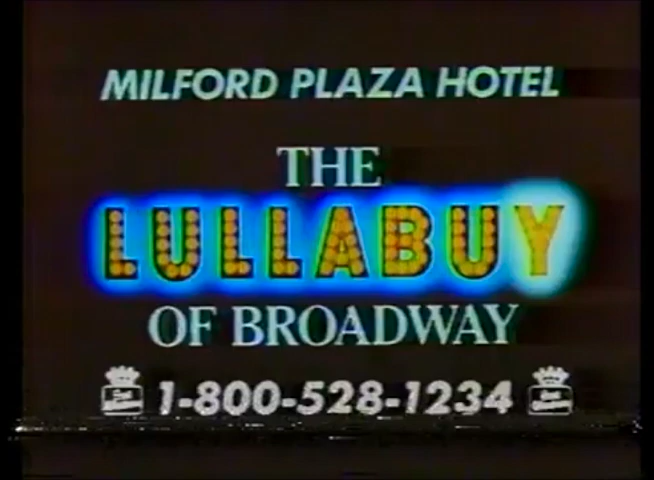 MILFORD PLAZA HOTEL
THE
LULLABUY
OF BROADWAY
1-800-528-1234